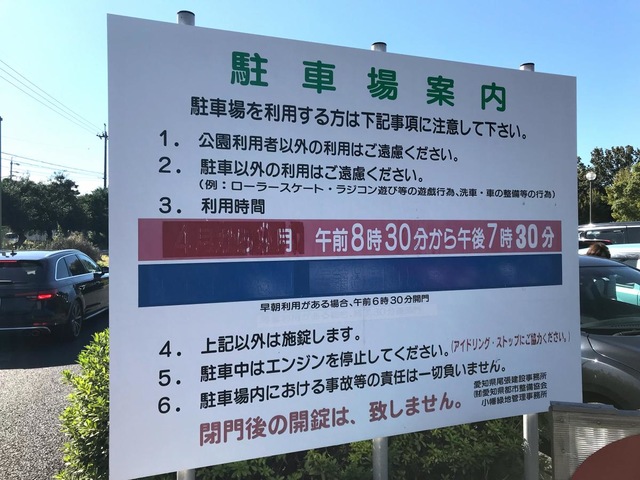 駐車場案内
駐車場を利用する方は下記事項に注意して下さい。
1. 公園利用者以外の利用はご遠慮ください。
2. 駐車以外の利用はご遠慮ください。
(例:ローラースケート・ラジコン遊び等の遊戯行為、洗車・車の整備等の行為)
3. 利用時間
月 午前8時30分から午後7時30分
早朝利用がある場合、午前6時30分開門
4. 上記以外は施錠します。
5. 駐車中はエンジンを停止してください。(アイドリング・ストップにご協力ください。)
6. 駐車場内における事故等の責任は一切負いません。
閉門後の開錠は、致しません。
愛知県尾張建設事務所
㈶愛知県都市整備協会
小幡緑地管理事務所